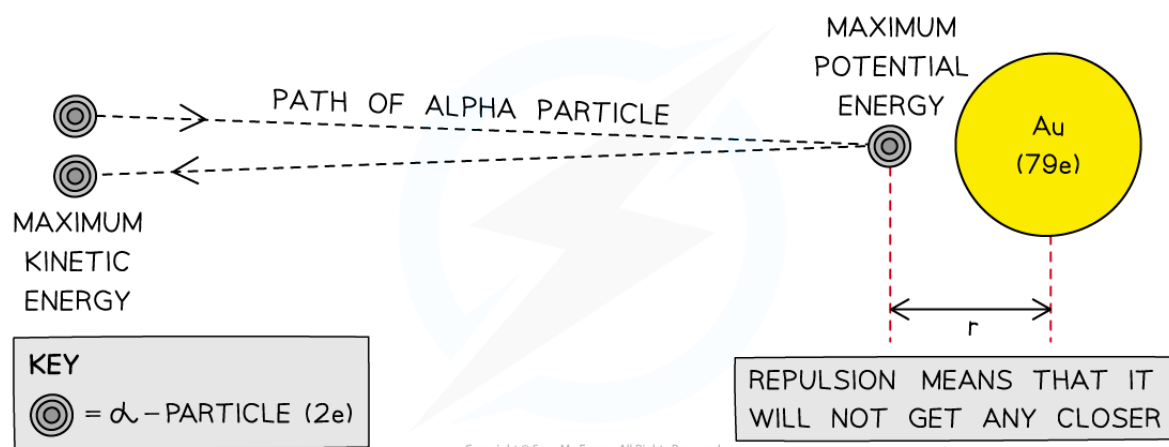 MAXIMUM
POTENTIAL
ENERGY
PATH OF ALPHA PARTICLE
Au
(79e)
MAXIMUM
KINETIC
ENERGY
r
KEY
= α-PARTICLE (2e)
REPULSION MEANS THAT IT
WILL NOT GET ANY CLOSER